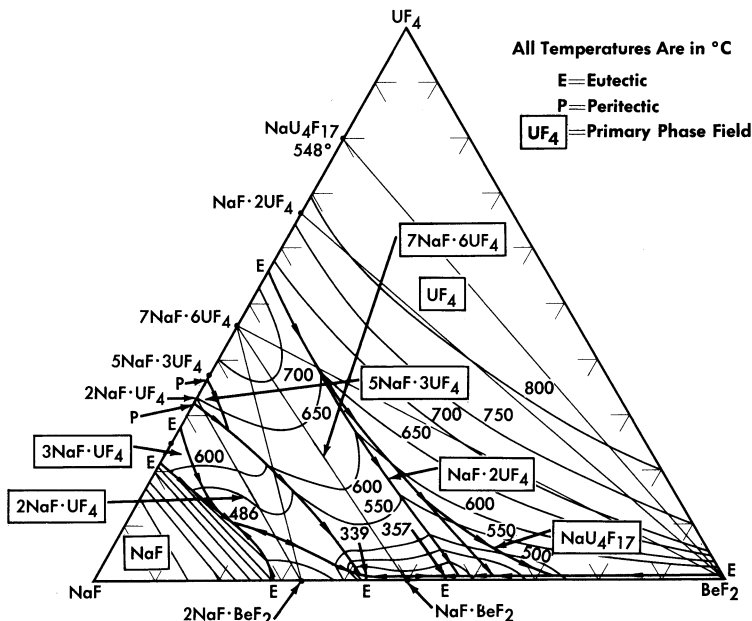 UF4
All Temperatures Are in °C
E=Eutectic
P=Peritectic
UF4 =Primary Phase Field
NaU4F17
548°
NaF·2UF4
7NaF·6UF4
E
UF4
7NaF·6UF4
5NaF·3UF4
P
2NaF·UF4
P
E
700
5NaF·3UF4
650
800
750
700
650
3NaF·UF4
E
600
NaF·2UF4
600
2NaF·UF4
486
600
550
339
357
550
500
NaU4F17
NaF
NaF
E
E
E
E
BeF2
2NaF·BeF2
NaF·BeF2